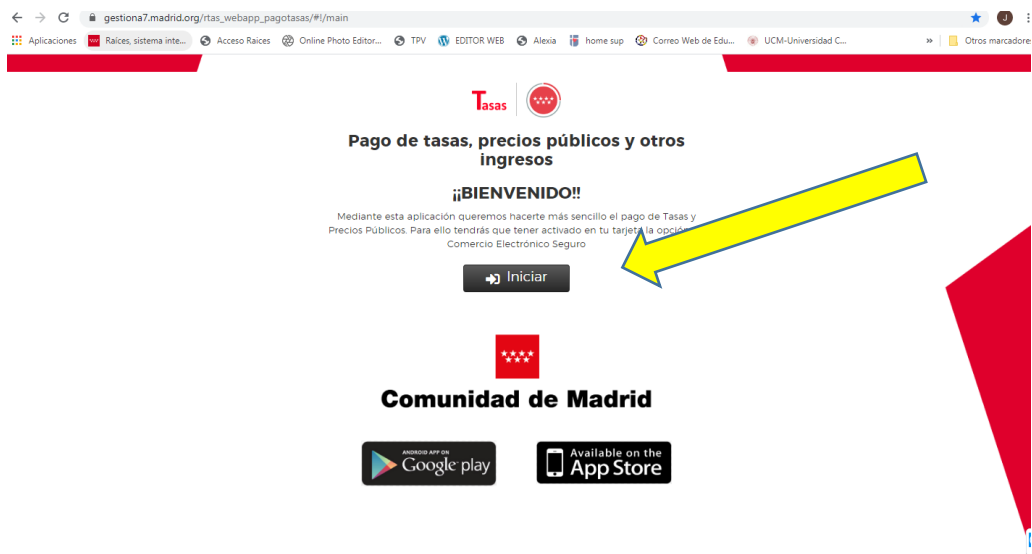 gestiona7.madrid.org/rtas_webapp_pagotasas/#!/main
J
Aplicaciones Raíces, sistema inte... Acceso Raices Online Photo Editor... TPV EDITOR WEB Alexia home sup Correo Web de Edu... UCM-Universidad C... » Otros marcadores
Tasas
Pago de tasas, precios públicos y otros
ingresos
¡¡BIENVENIDO!!
Mediante esta aplicación queremos hacerte más sencillo el pago de Tasas y
Precios Públicos. Para ello tendrás que tener activado en tu tarjeta la opción
Comercio Electrónico Seguro
Iniciar
Comunidad de Madrid
ANDROID APP ON
Google play
Available on the
App Store